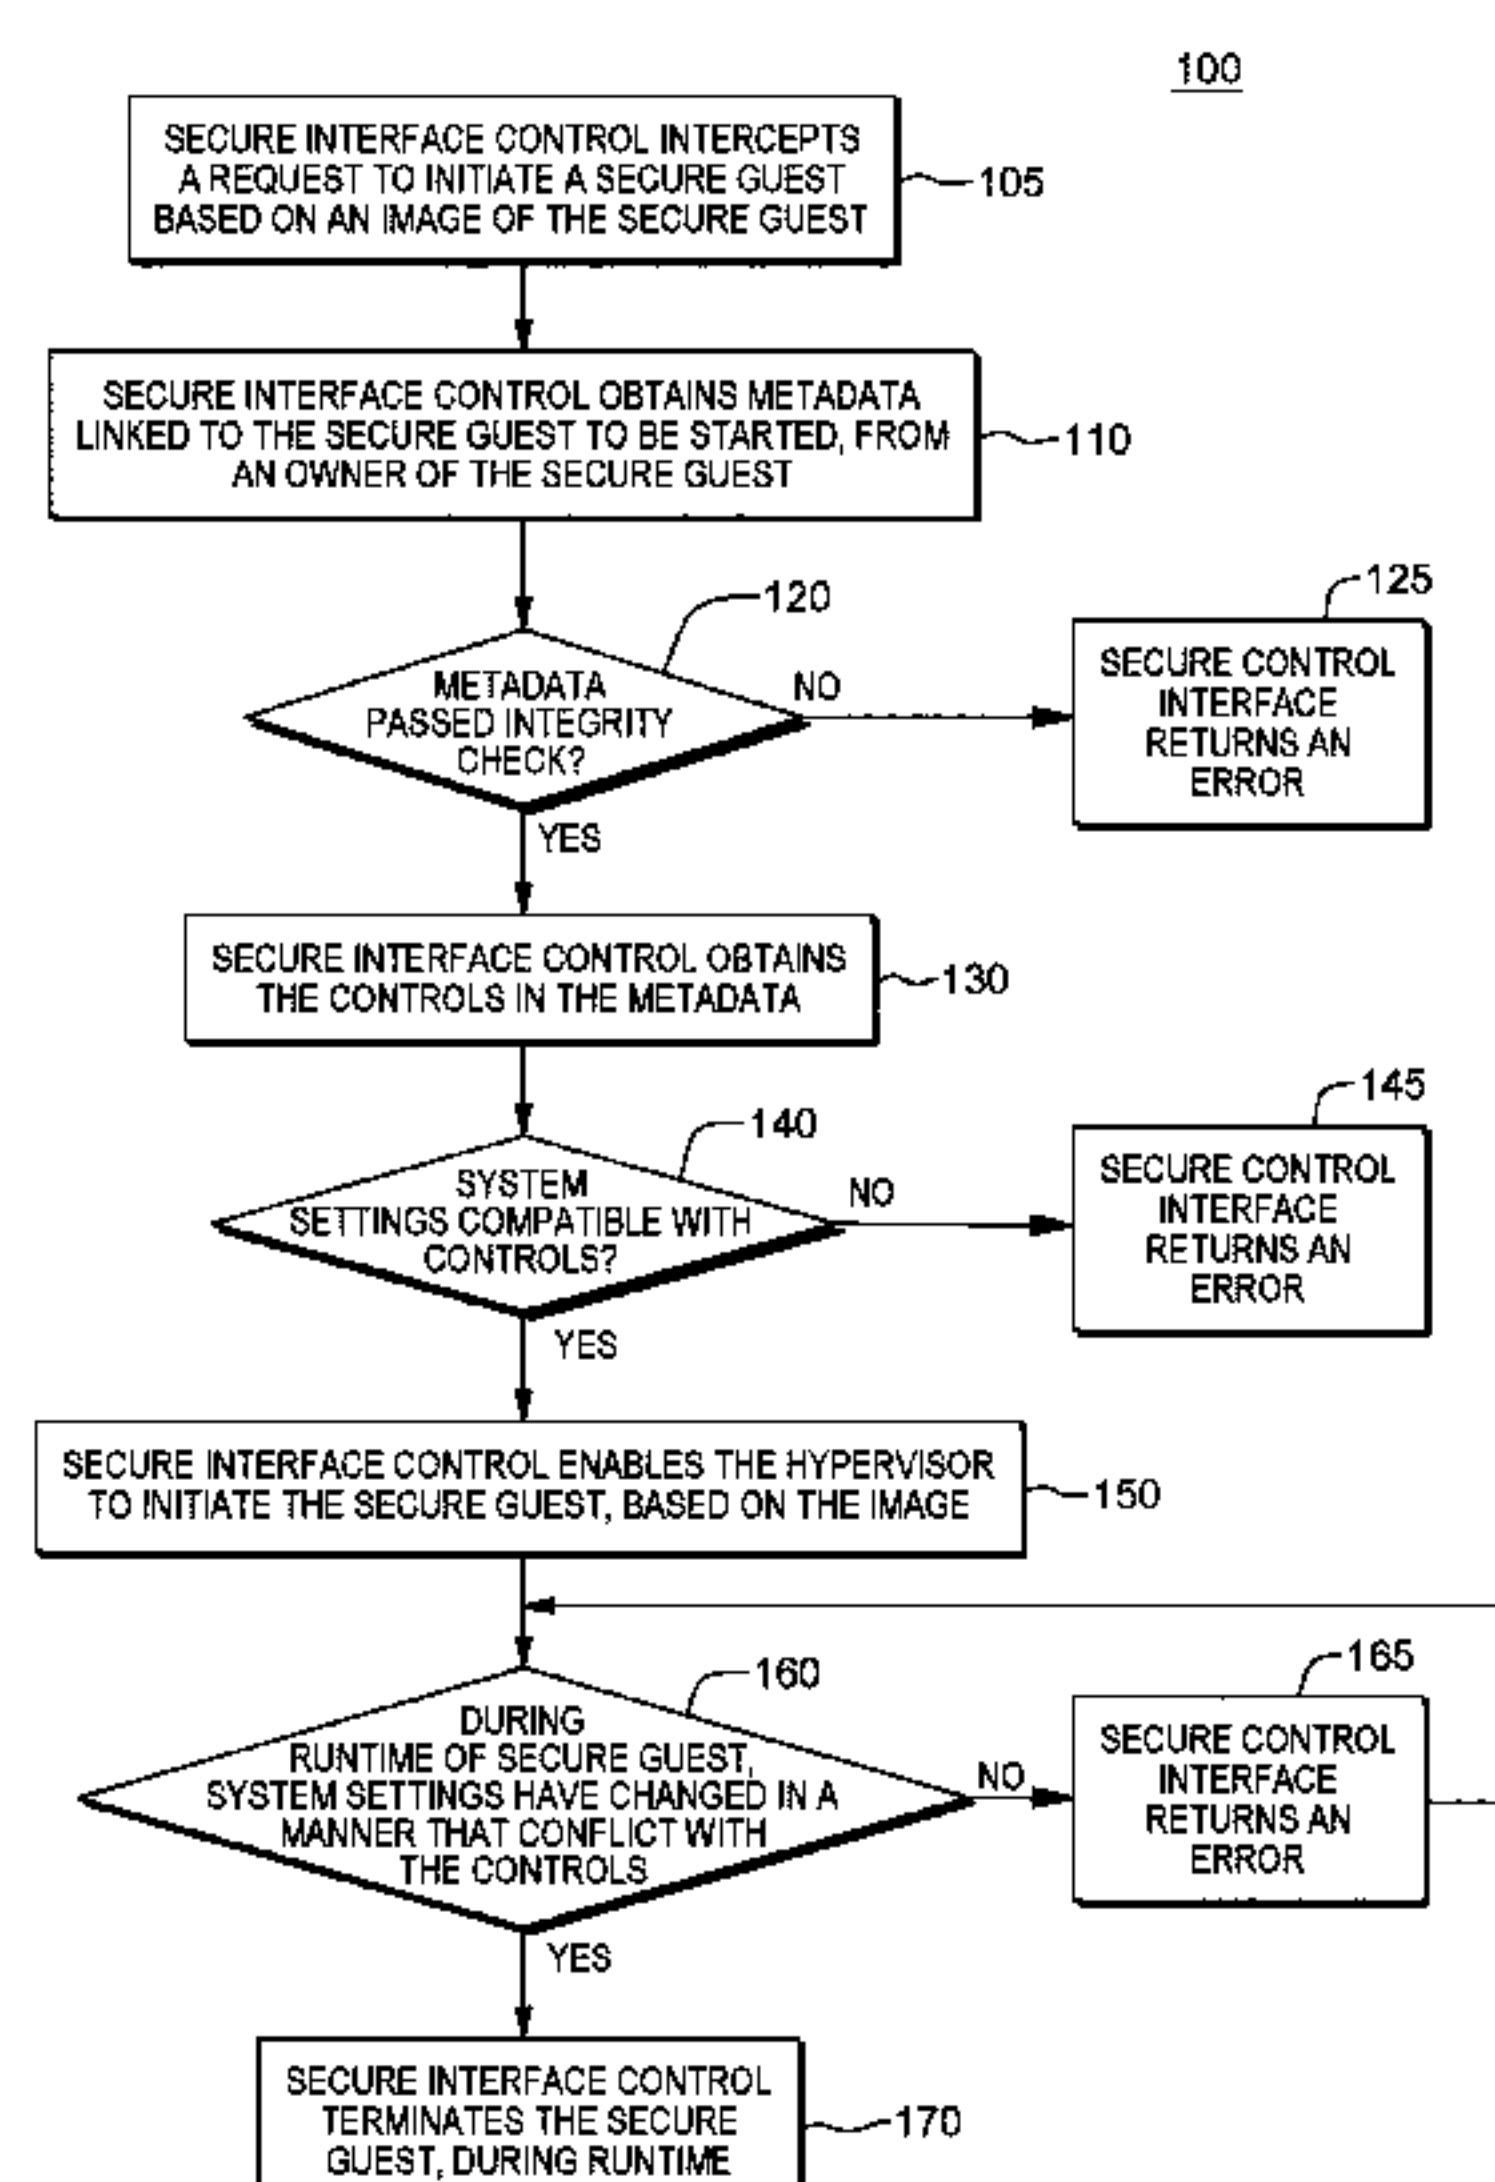 100
SECURE INTERFACE CONTROL INTERCEPTS
A REQUEST TO INITIATE A SECURE GUEST
BASED ON AN IMAGE OF THE SECURE GUEST
105
SECURE INTERFACE CONTROL OBTAINS METADATA
LINKED TO THE SECURE GUEST TO BE STARTED, FROM
AN OWNER OF THE SECURE GUEST
110
120
METADATA
PASSED INTEGRITY
CHECK?
NO
125
SECURE CONTROL
INTERFACE
RETURNS AN
ERROR
YES
SECURE INTERFACE CONTROL OBTAINS
THE CONTROLS IN THE METADATA
130
140
SYSTEM
SETTINGS COMPATIBLE WITH
CONTROLS?
NO
145
SECURE CONTROL
INTERFACE
RETURNS AN
ERROR
YES
SECURE INTERFACE CONTROL ENABLES THE HYPERVISOR
TO INITIATE THE SECURE GUEST, BASED ON THE IMAGE
150
160
DURING
RUNTIME OF SECURE GUEST,
SYSTEM SETTINGS HAVE CHANGED IN A
MANNER THAT CONFLICT WITH
THE CONTROLS
NO
165
SECURE CONTROL
INTERFACE
RETURNS AN
ERROR
YES
SECURE INTERFACE CONTROL
TERMINATES THE SECURE
GUEST, DURING RUNTIME
170